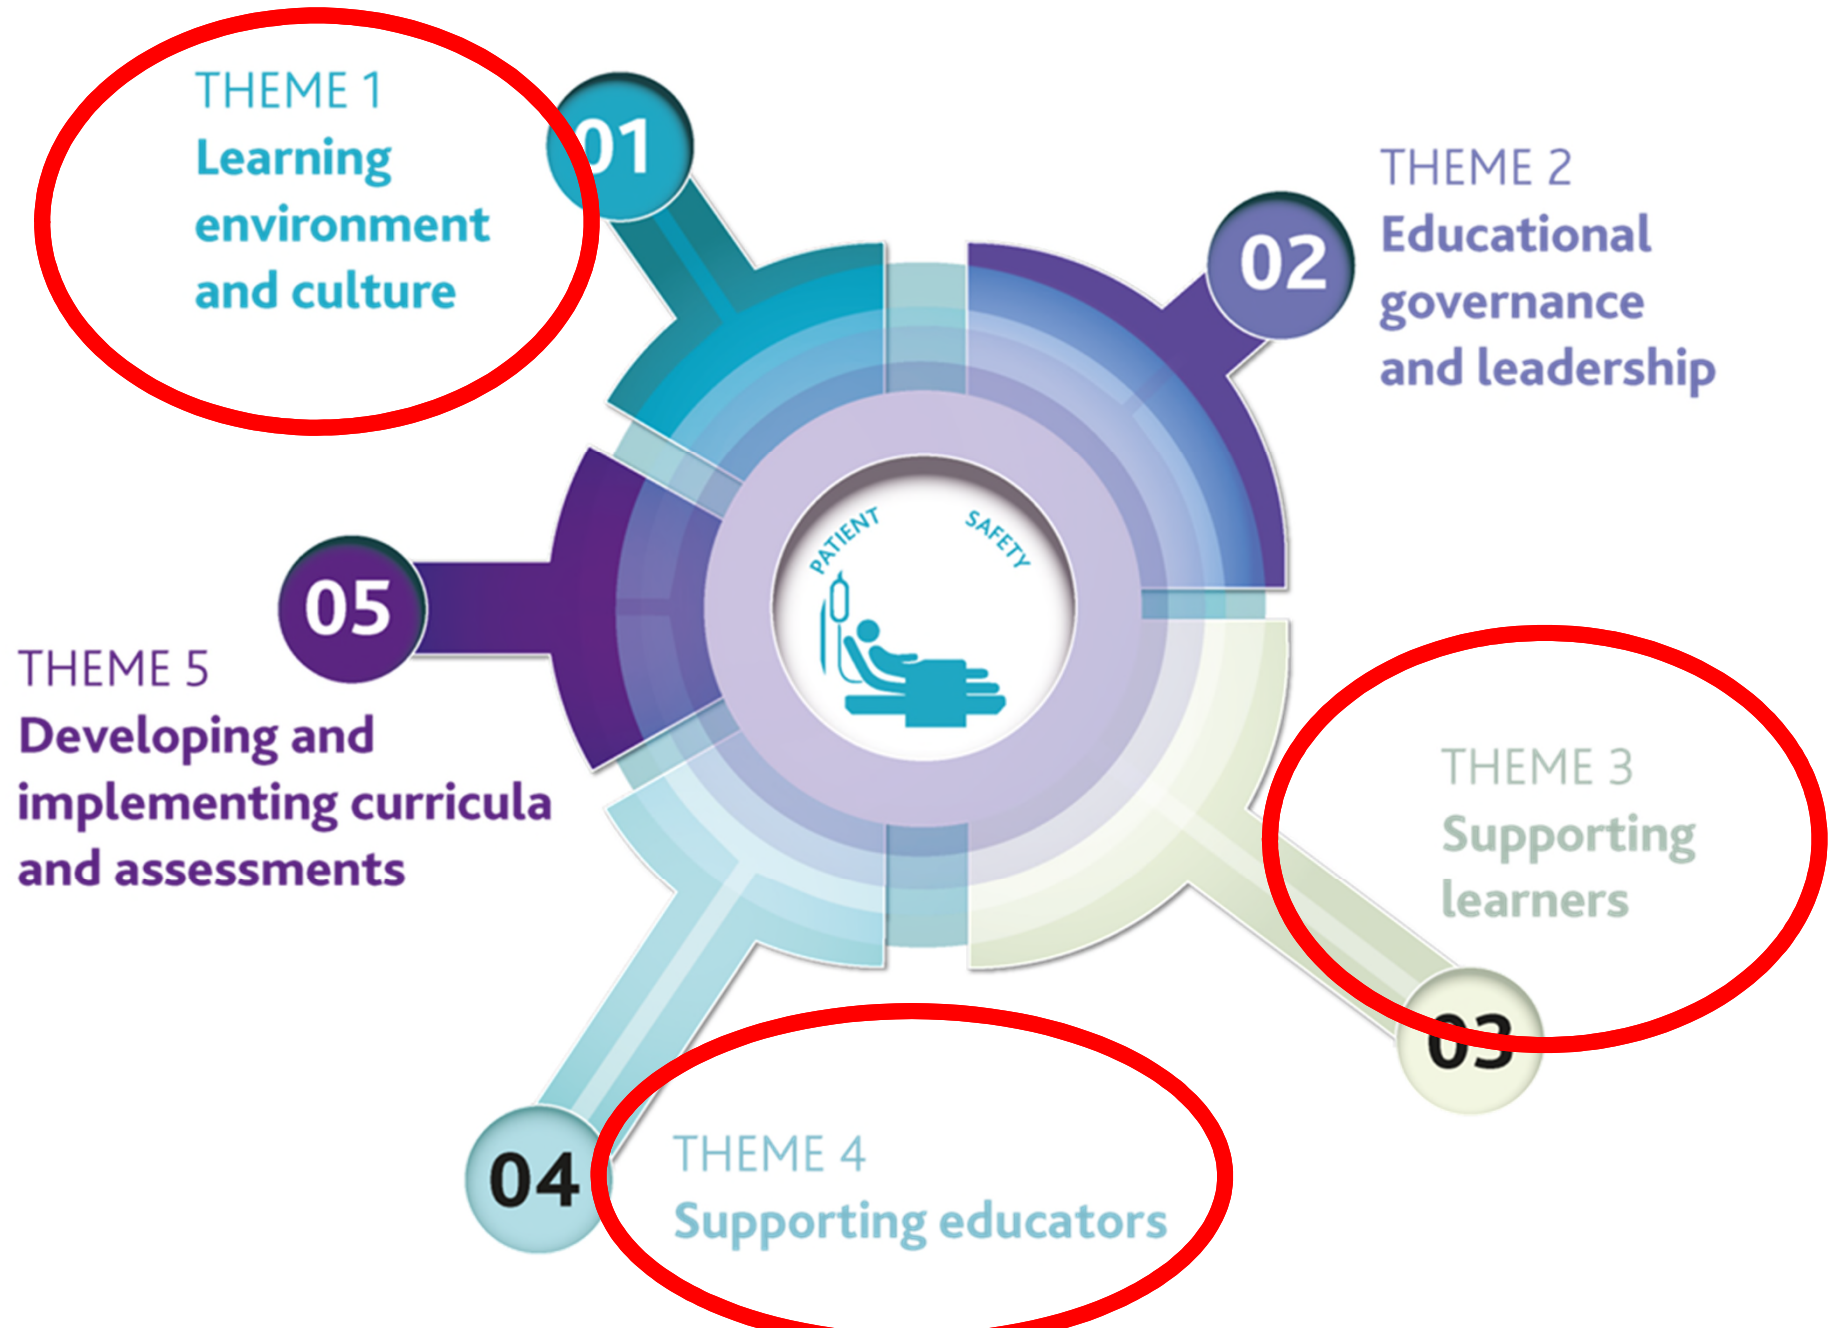 THEME 1
Learning
environment
and culture
01
02
THEME 2
Educational
governance
and leadership
PATIENT SAFETY
05
THEME 5
Developing and
implementing curricula
and assessments
THEME 3
Supporting
learners
03
04
THEME 4
Supporting educators